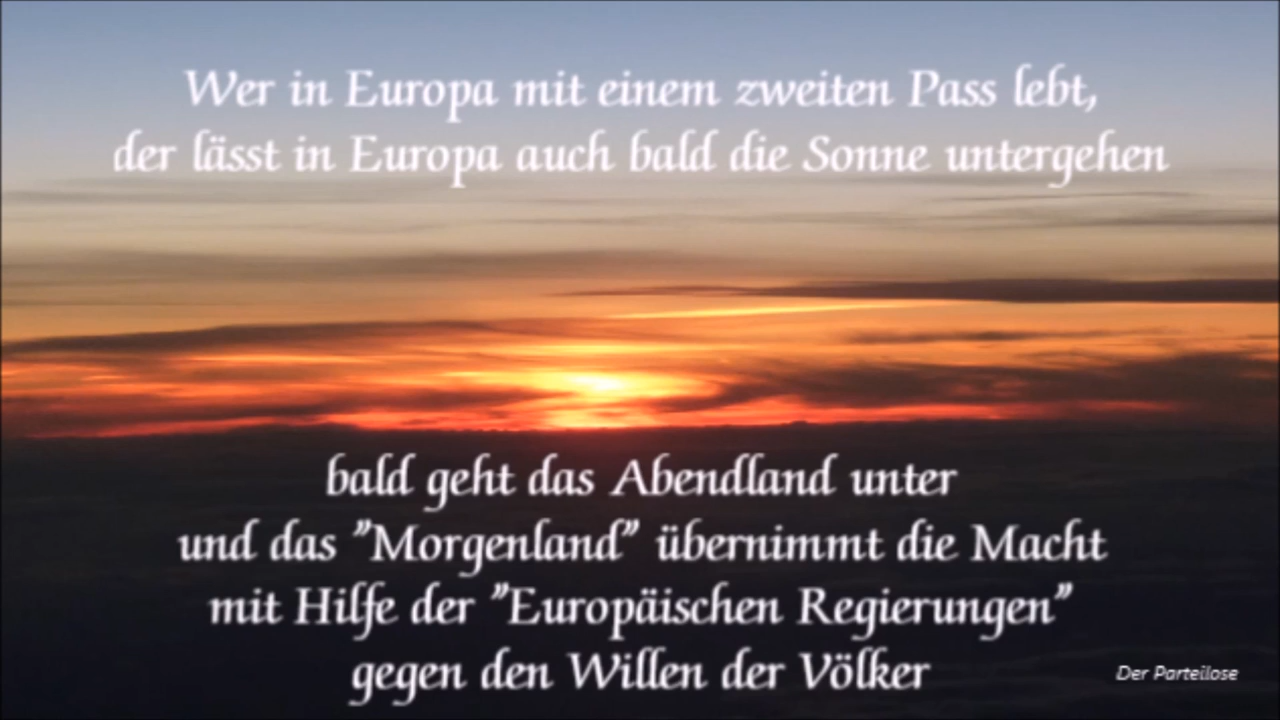 Wer in Europa mit einem zweiten Pass lebt,
der lässt in Europa auch bald die Sonne untergehen
bald geht das Abendland unter
und das "Morgenland" übernimmt die Macht
mit Hilfe der "Europäischen Regierungen"
gegen den Willen der Völker
Der Parteilose